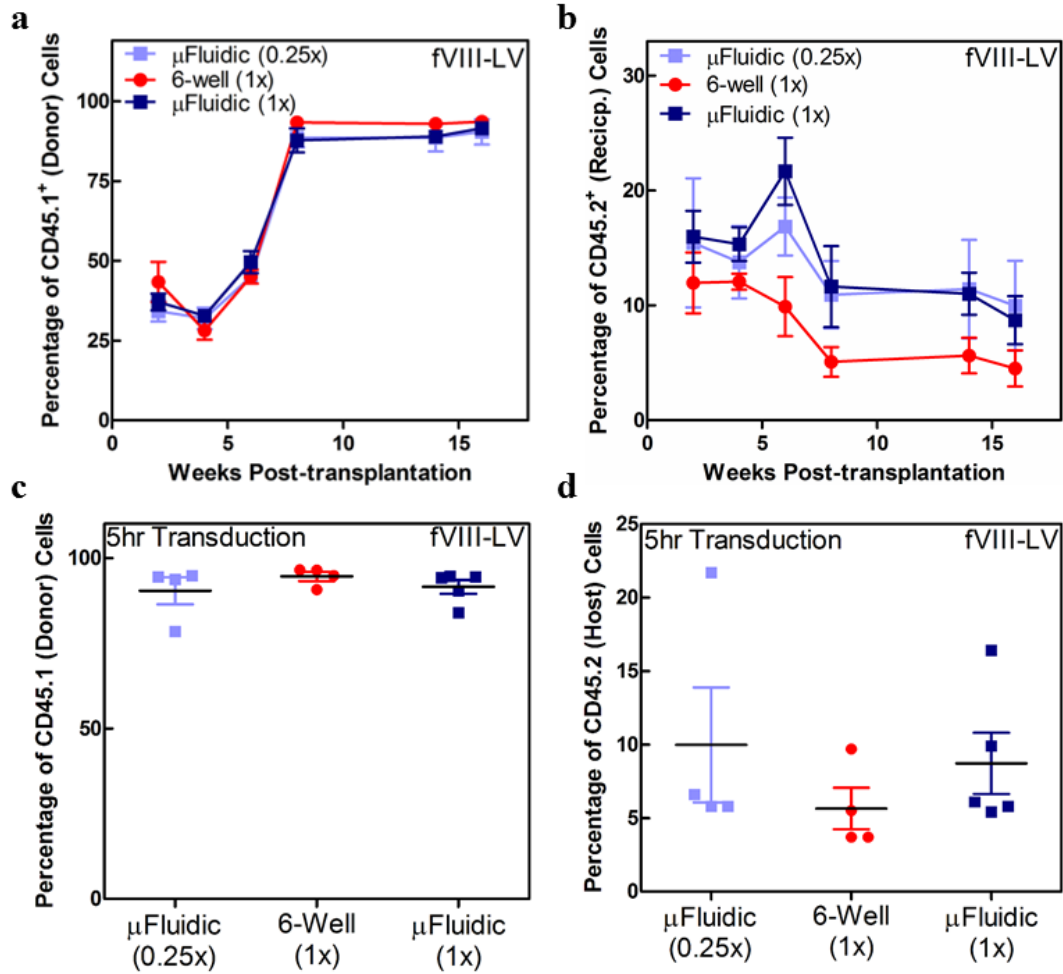 a
μFluidic (0.25x)
6-well (1x)
μFluidic (1x)
fVIII-LV
Percentage of CD45.1⁺ (Donor) Cells
100
75
50
25
0
0 5 10 15
Weeks Post-transplantation
b
μFluidic (0.25x)
6-well (1x)
μFluidic (1x)
fVIII-LV
Percentage of CD45.2⁺ (Recicp.) Cells
30
20
10
0
0 5 10 15
Weeks Post-transplantation
c
5hr Transduction
fVIII-LV
Percentage of CD45.1 (Donor) Cells
100
50
0
μFluidic
(0.25x)
6-Well
(1x)
μFluidic
(1x)
d
5hr Transduction
fVIII-LV
Percentage of CD45.2 (Host) Cells
25
20
15
10
5
0
μFluidic
(0.25x)
6-Well
(1x)
μFluidic
(1x)